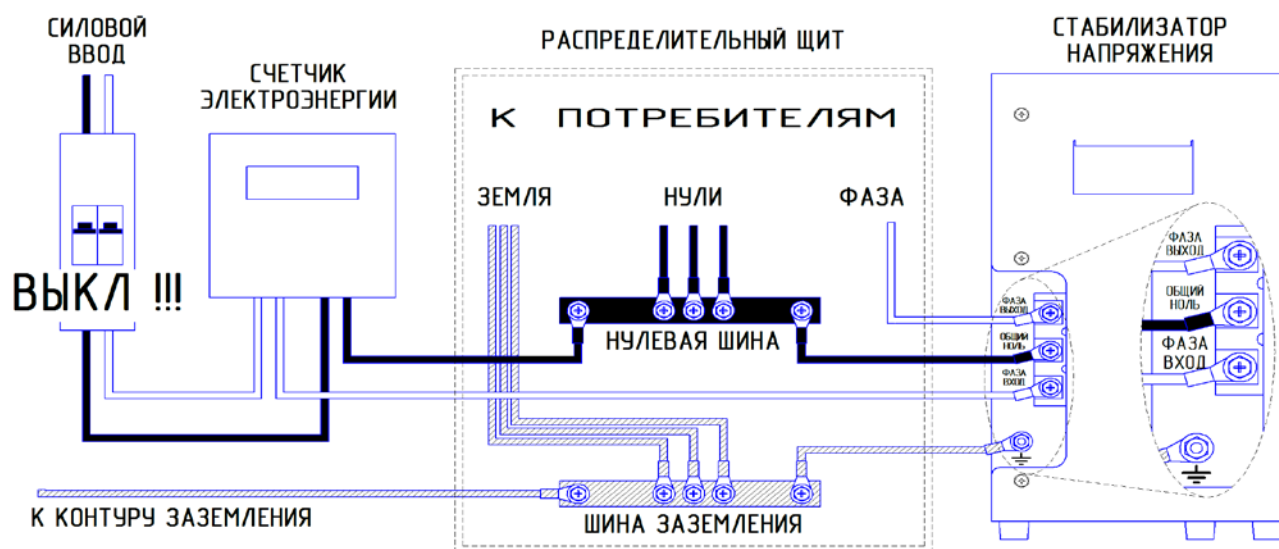 СИЛОВОЙ
ВВОД
СЧЕТЧИК
ЭЛЕКТРОЭНЕРГИИ
РАСПРЕДЕЛИТЕЛЬНЫЙ ЩИТ
СТАБИЛИЗАТОР
НАПРЯЖЕНИЯ
К ПОТРЕБИТЕЛЯМ
ЗЕМЛЯ
НУЛИ
ФАЗА
ВЫКЛ !!!
НУЛЕВАЯ ШИНА
ФАЗА
ВЫХОД
ОБЩИЙ
НОЛЬ
ФАЗА
ВХОД
ФАЗА
ВЫХОД
ОБЩИЙ
НОЛЬ
ФАЗА
ВХОД
К КОНТУРУ ЗАЗЕМЛЕНИЯ
ШИНА ЗАЗЕМЛЕНИЯ